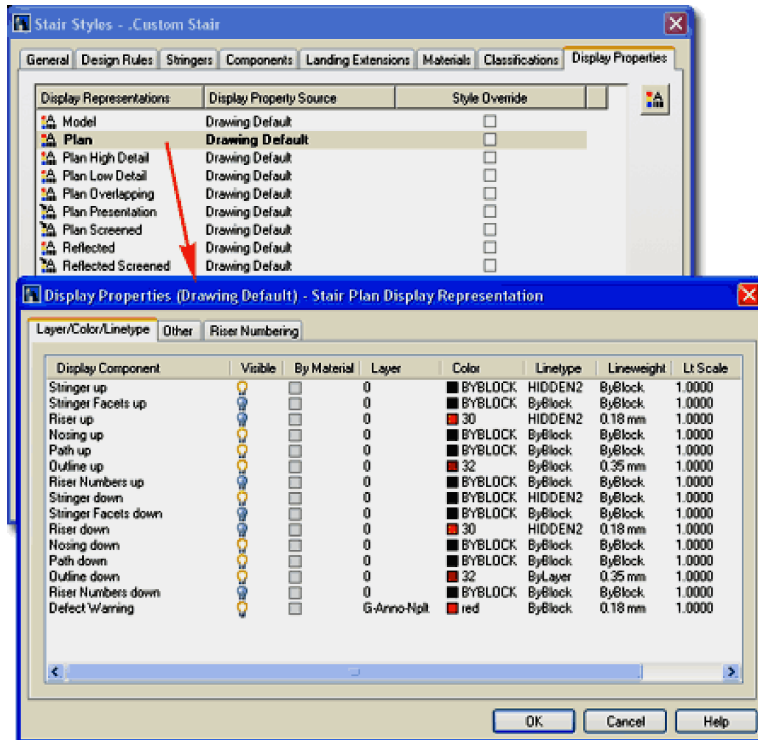 Stair Styles - .Custom Stair
General Design Rules Stringers Components Landing Extensions Materials Classifications Display Properties
Display Representations Display Property Source Style Override
Model Drawing Default
Plan Drawing Default
Plan High Detail Drawing Default
Plan Low Detail Drawing Default
Plan Overlapping Drawing Default
Plan Presentation Drawing Default
Plan Screened Drawing Default
Reflected Drawing Default
Reflected Screened Drawing Default
Display Properties (Drawing Default) - Stair Plan Display Representation
Layer/Color/Linetype Other Riser Numbering
Display Component Visible By Material Layer Color Linetype Lineweight Lt Scale
Stringer up 0 BYBLOCK HIDDEN2 ByBlock 1.0000
Stringer Facets up 0 BYBLOCK ByBlock ByBlock 1.0000
Riser up 0 30 HIDDEN2 0.18 mm 1.0000
Nosing up 0 BYBLOCK ByBlock ByBlock 1.0000
Path up 0 BYBLOCK ByBlock ByBlock 1.0000
Outline up 0 32 ByBlock 0.35 mm 1.0000
Riser Numbers up 0 BYBLOCK ByBlock ByBlock 1.0000
Stringer down 0 BYBLOCK HIDDEN2 ByBlock 1.0000
Stringer Facets down 0 BYBLOCK ByBlock ByBlock 1.0000
Riser down 0 30 HIDDEN2 0.18 mm 1.0000
Nosing down 0 BYBLOCK ByBlock ByBlock 1.0000
Path down 0 BYBLOCK ByBlock ByBlock 1.0000
Outline down 0 32 ByLayer 0.35 mm 1.0000
Riser Numbers down 0 BYBLOCK ByBlock ByBlock 1.0000
Defect Warning G-Anno-Nplt red ByBlock 0.18 mm 1.0000
OK Cancel Help